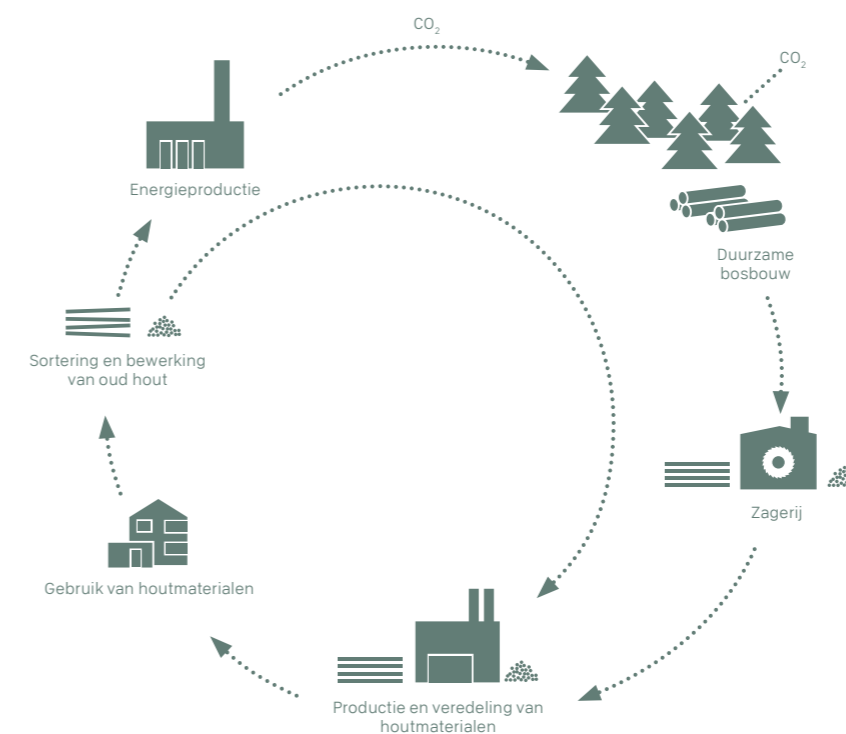 CO₂
CO₂
Energieproductie
Duurzame
bosbouw
Sortering en bewerking
van oud hout
Zagerij
Gebruik van houtmaterialen
Productie en veredeling van
houtmaterialen